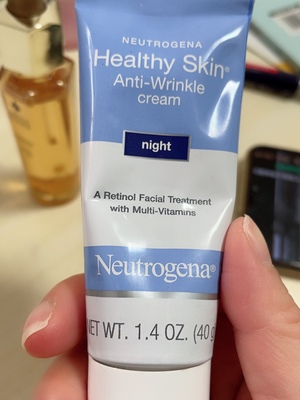 NEUTROGENA
Healthy Skin®
Anti-Wrinkle
cream
night
A Retinol Facial Treatment
with Multi-Vitamins
Neutrogena®
NET WT. 1.4 OZ. (40g